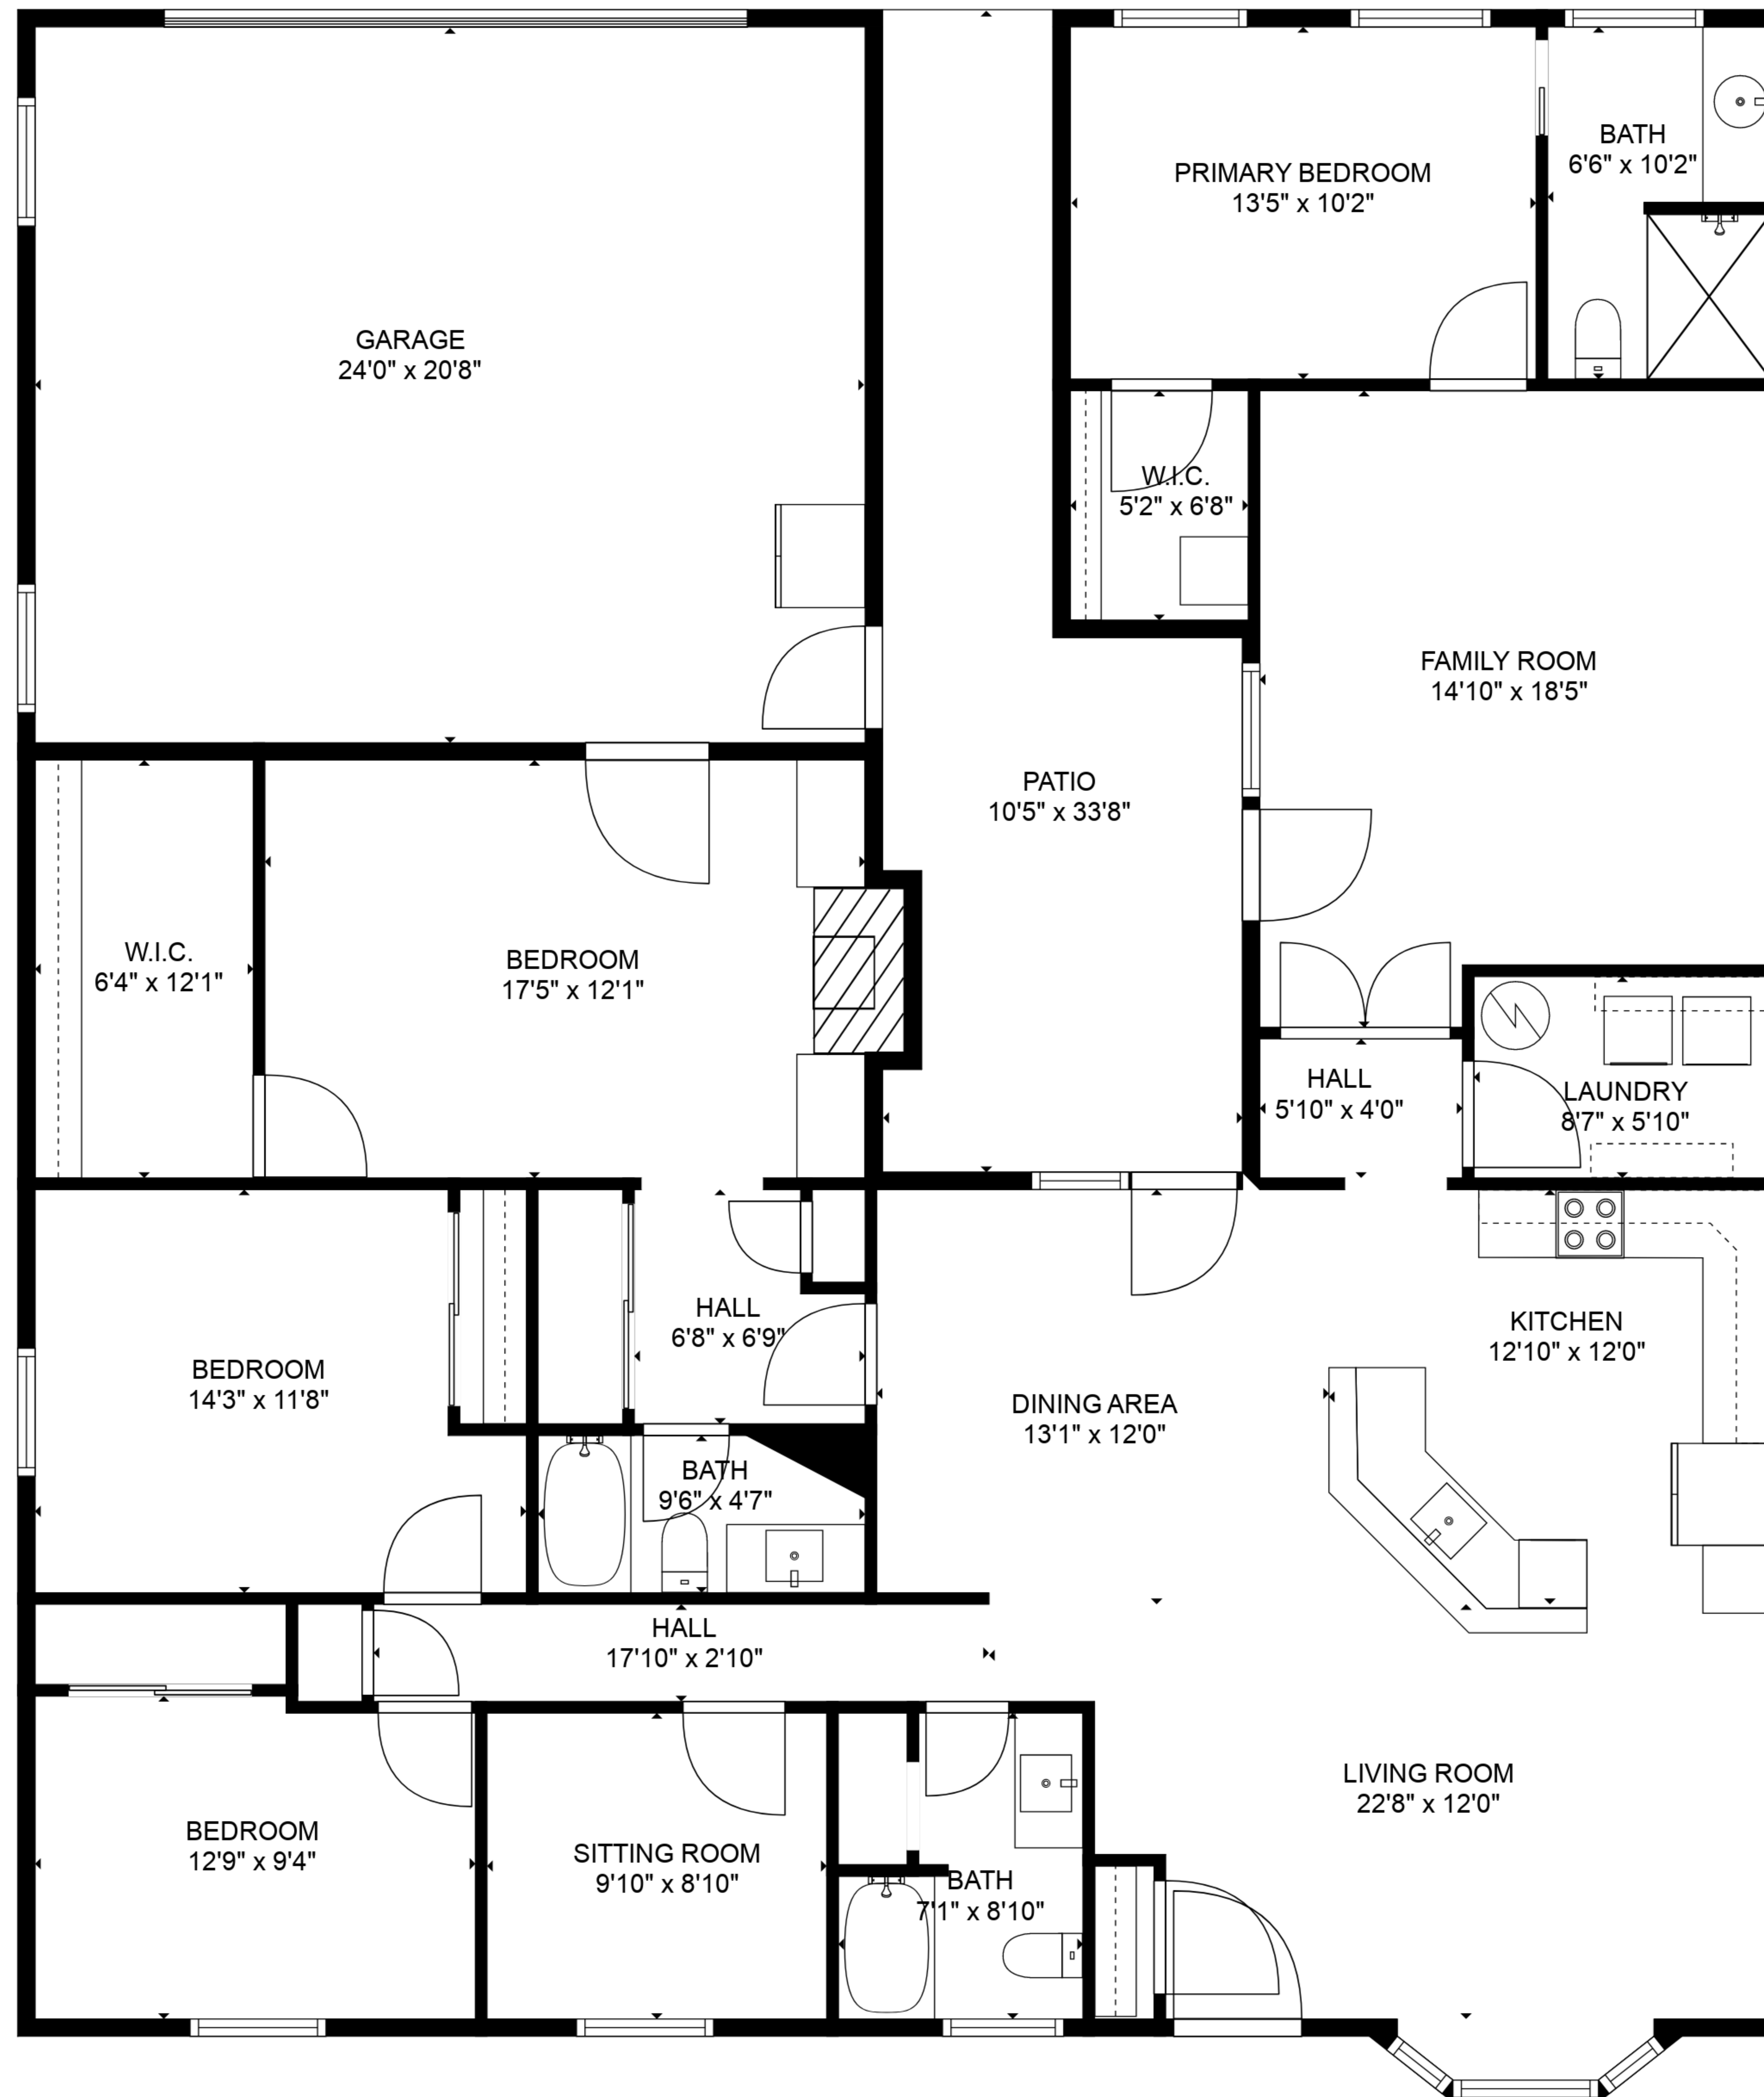 PRIMARY BEDROOM
13'5" x 10'2"
BATH
6'6" x 10'2"
GARAGE
24'0" x 20'8"
W.I.C.
5'2" x 6'8"
FAMILY ROOM
14'10" x 18'5"
PATIO
10'5" x 33'8"
W.I.C.
6'4" x 12'1"
BEDROOM
17'5" x 12'1"
HALL
5'10" x 4'0"
LAUNDRY
8'7" x 5'10"
HALL
6'8" x 6'9"
KITCHEN
12'10" x 12'0"
BEDROOM
14'3" x 11'8"
DINING AREA
13'1" x 12'0"
BATH
9'6" x 4'7"
HALL
17'10" x 2'10"
LIVING ROOM
22'8" x 12'0"
BEDROOM
12'9" x 9'4"
SITTING ROOM
9'10" x 8'10"
BATH
7'1" x 8'10"